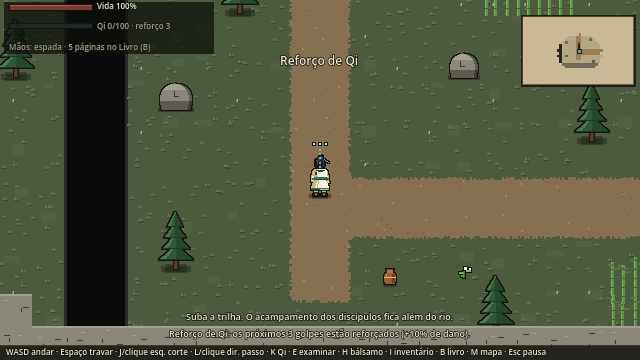 Vida 100%
Qi 0/100 · reforço 3
Mãos: espada · 5 páginas no Livro (B)
Reforço de Qi
Suba a trilha. O acampamento dos discípulos fica além do rio.
Reforço de Qi: os próximos 3 golpes estão reforçados (+10% de dano).
WASD andar · Espaço travar · J/clique esq. corte · L/clique dir. passo · K Qi · E examinar · H bálsamo · I inventário · B livro · M mapa · Esc pausa